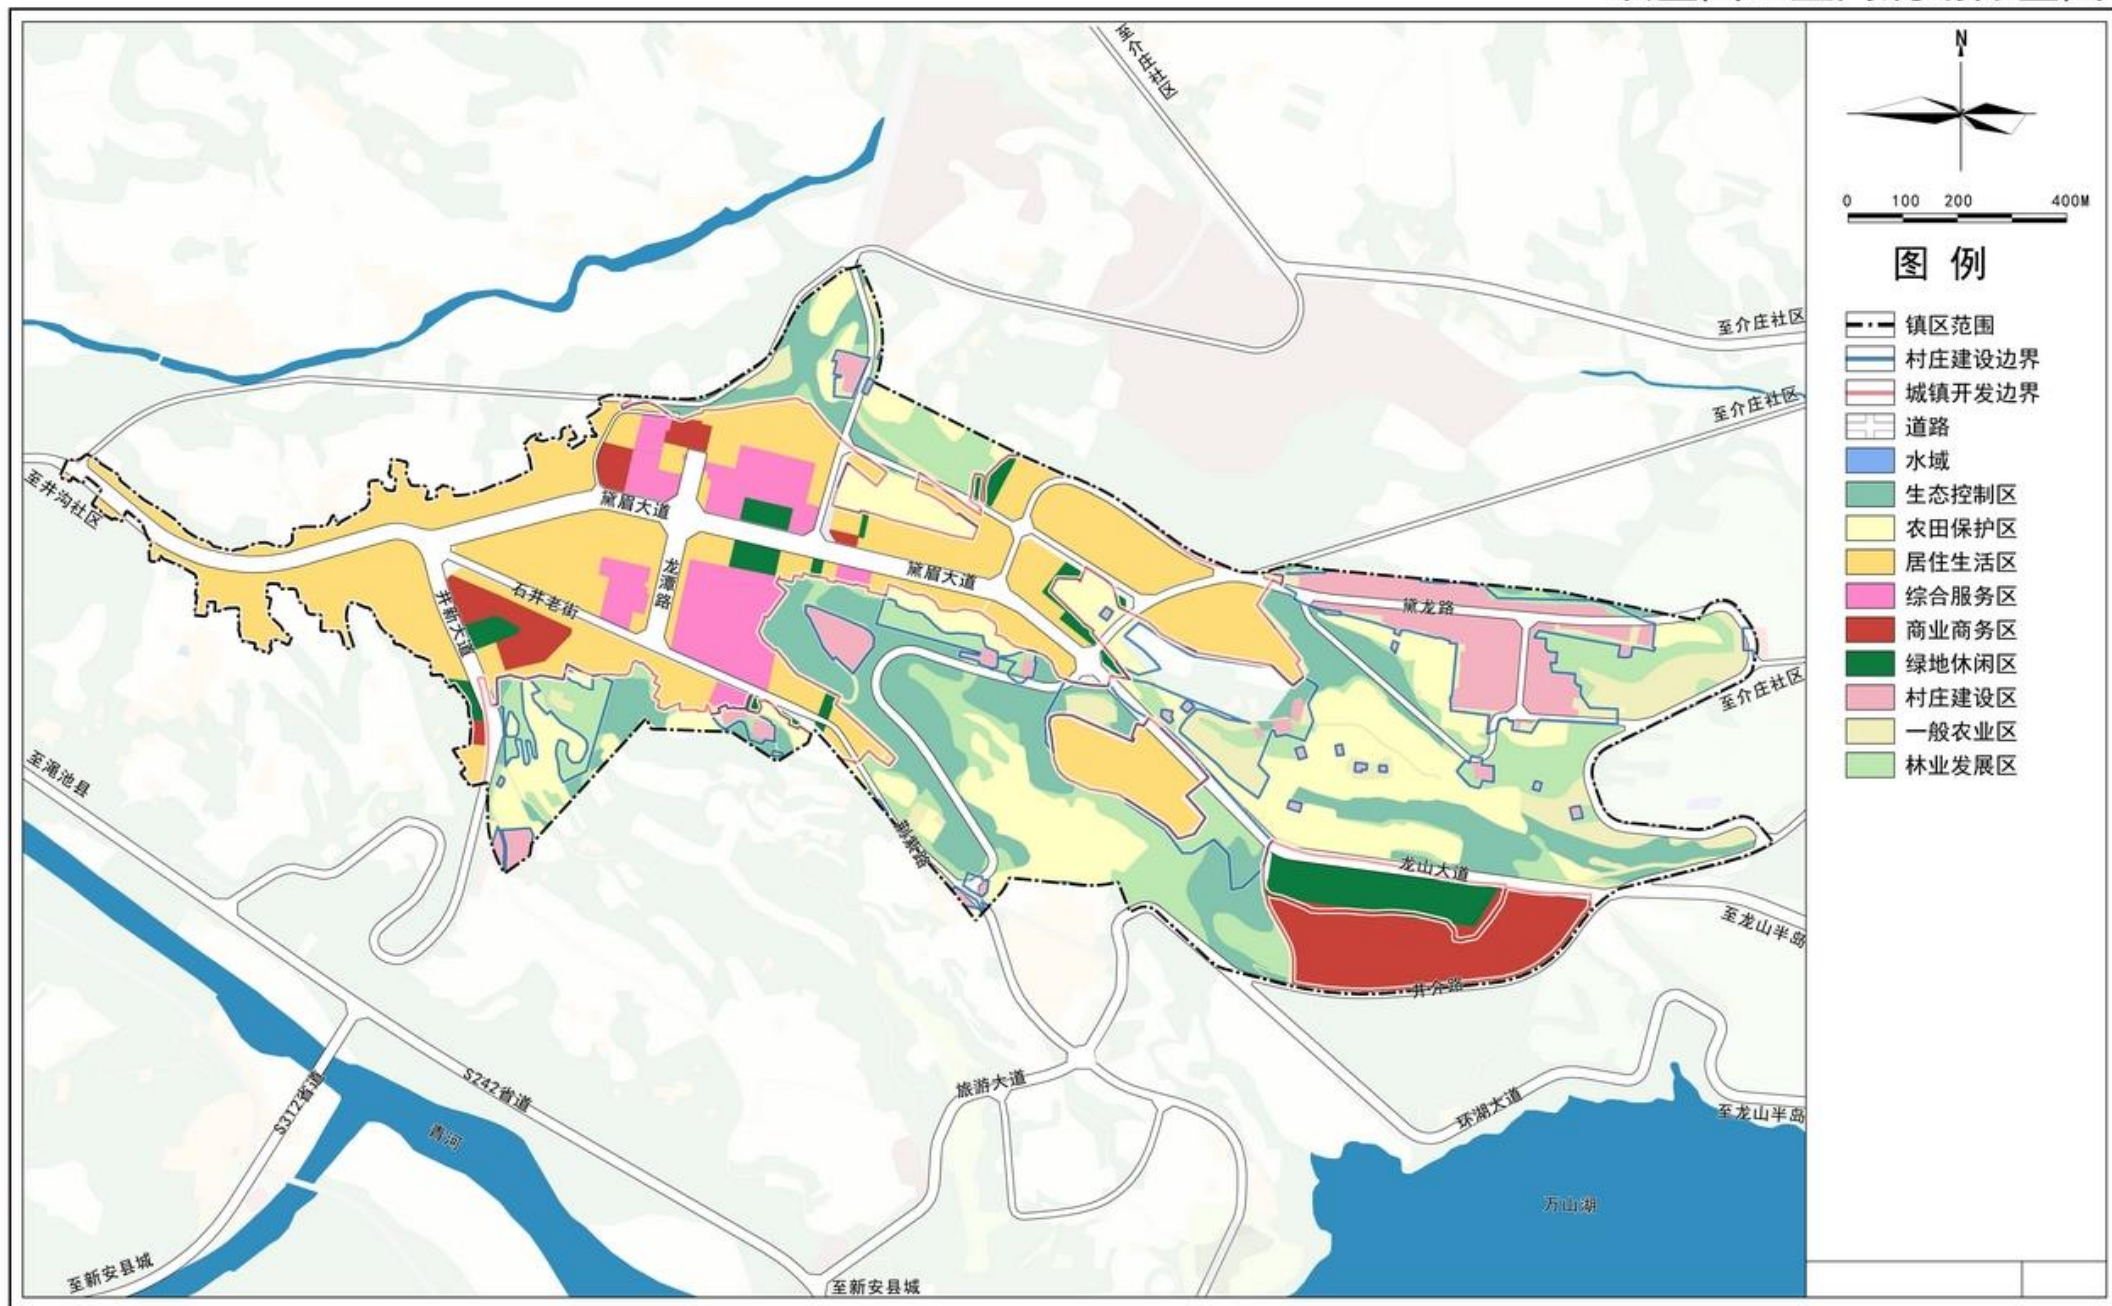 至介庄社区
N
0 100 200 400M
图例
至介庄社区
镇区范围
村庄建设边界
城镇开发边界
至介庄社区
道路
水域
至井沟社区
黛眉大道
生态控制区
农田保护区
龙潭路
黛眉大道
居住生活区
石井老街
井新大道
黛龙路
综合服务区
商业商务区
绿地休闲区
至介庄社区
村庄建设区
一般农业区
林业发展区
至渑池县
荆紫路
龙山大道
至龙山半岛
井介路
S242省道
S312省道
旅游大道
环湖大道
至龙山半岛
青河
万山湖
至新安县城
至新安县城